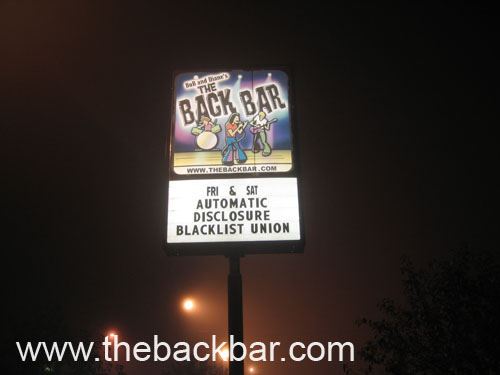 Bull and Diane's
THE
BACK BAR
WWW.THEBACKBAR.COM
FRI & SAT
AUTOMATIC
DISCLOSURE
BLACKLIST UNION
www.thebackbar.com